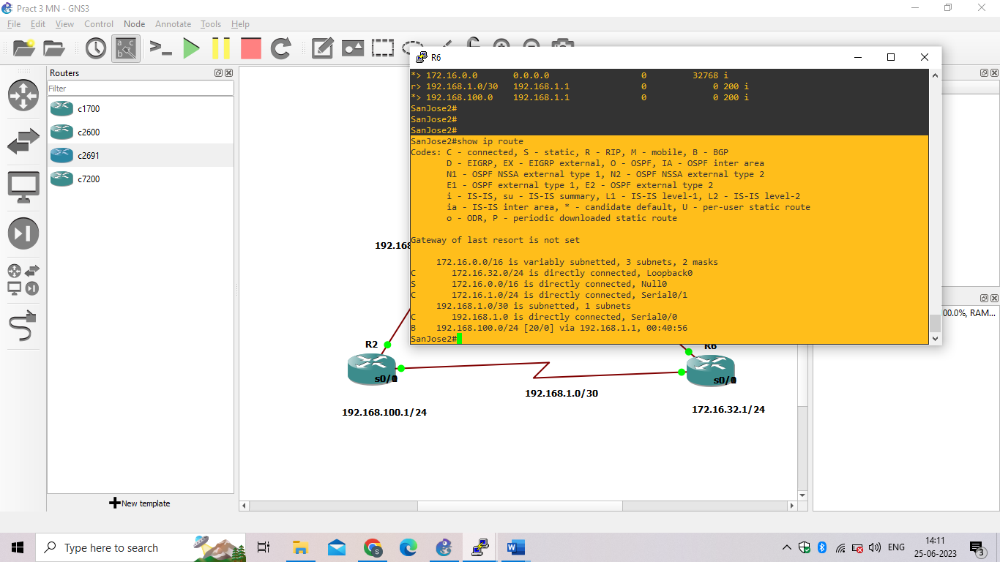 Pract 3 MN - GNS3
File Edit View Control Node Annotate Tools Help
Routers
Filter
c1700
c2600
c2691
c7200
New template
R6
*> 172.16.0.0       0.0.0.0                  0         32768 i
r> 192.168.1.0/30   192.168.1.1              0             0 200 i
*> 192.168.100.0    192.168.1.1              0             0 200 i
SanJose2#
SanJose2#
SanJose2#
SanJose2#show ip route
Codes: C - connected, S - static, R - RIP, M - mobile, B - BGP
       D - EIGRP, EX - EIGRP external, O - OSPF, IA - OSPF inter area
       N1 - OSPF NSSA external type 1, N2 - OSPF NSSA external type 2
       E1 - OSPF external type 1, E2 - OSPF external type 2
       i - IS-IS, su - IS-IS summary, L1 - IS-IS level-1, L2 - IS-IS level-2
       ia - IS-IS inter area, * - candidate default, U - per-user static route
       o - ODR, P - periodic downloaded static route
Gateway of last resort is not set
     172.16.0.0/16 is variably subnetted, 3 subnets, 2 masks
C       172.16.32.0/24 is directly connected, Loopback0
S       172.16.0.0/16 is directly connected, Null0
C       172.16.1.0/24 is directly connected, Serial0/1
     192.168.1.0/30 is subnetted, 1 subnets
C       192.168.1.0 is directly connected, Serial0/0
B    192.168.100.0/24 [20/0] via 192.168.1.1, 00:40:56
SanJose2#
00.0%, RAM...
192.168
R2
R6
s0/0
s0/0
192.168.1.0/30
192.168.100.1/24
172.16.32.1/24
Type here to search
ENG
14:11
25-06-2023
3